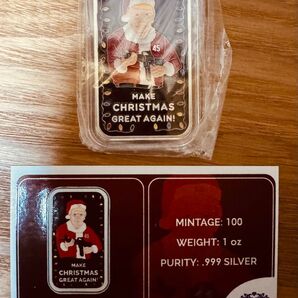 45
MAKE
CHRISTMAS
GREAT AGAIN!
MAKE
CHRISTMAS
GREAT AGAIN!
MINTAGE: 100
WEIGHT: 1 oz
PURITY: .999 SILVER